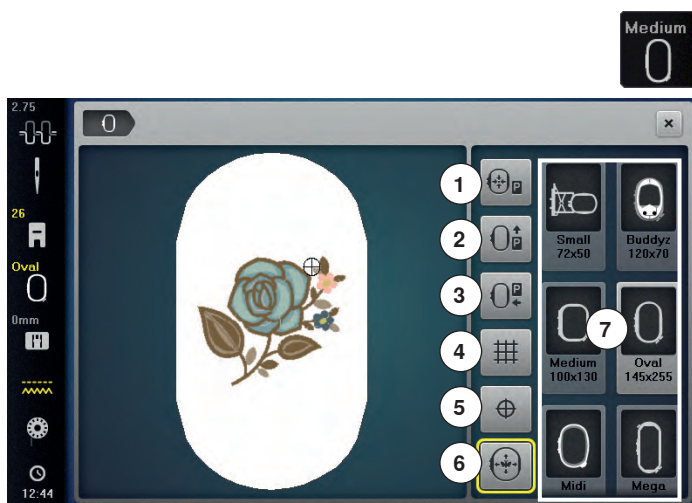 Medium
2.75
26
Oval
0mm
12:44
×
1
P
2
P
3
P
4
5
6
7
Small
72x50
Buddyz
120x70
Medium
100x130
Oval
145x255
Midi
Mega